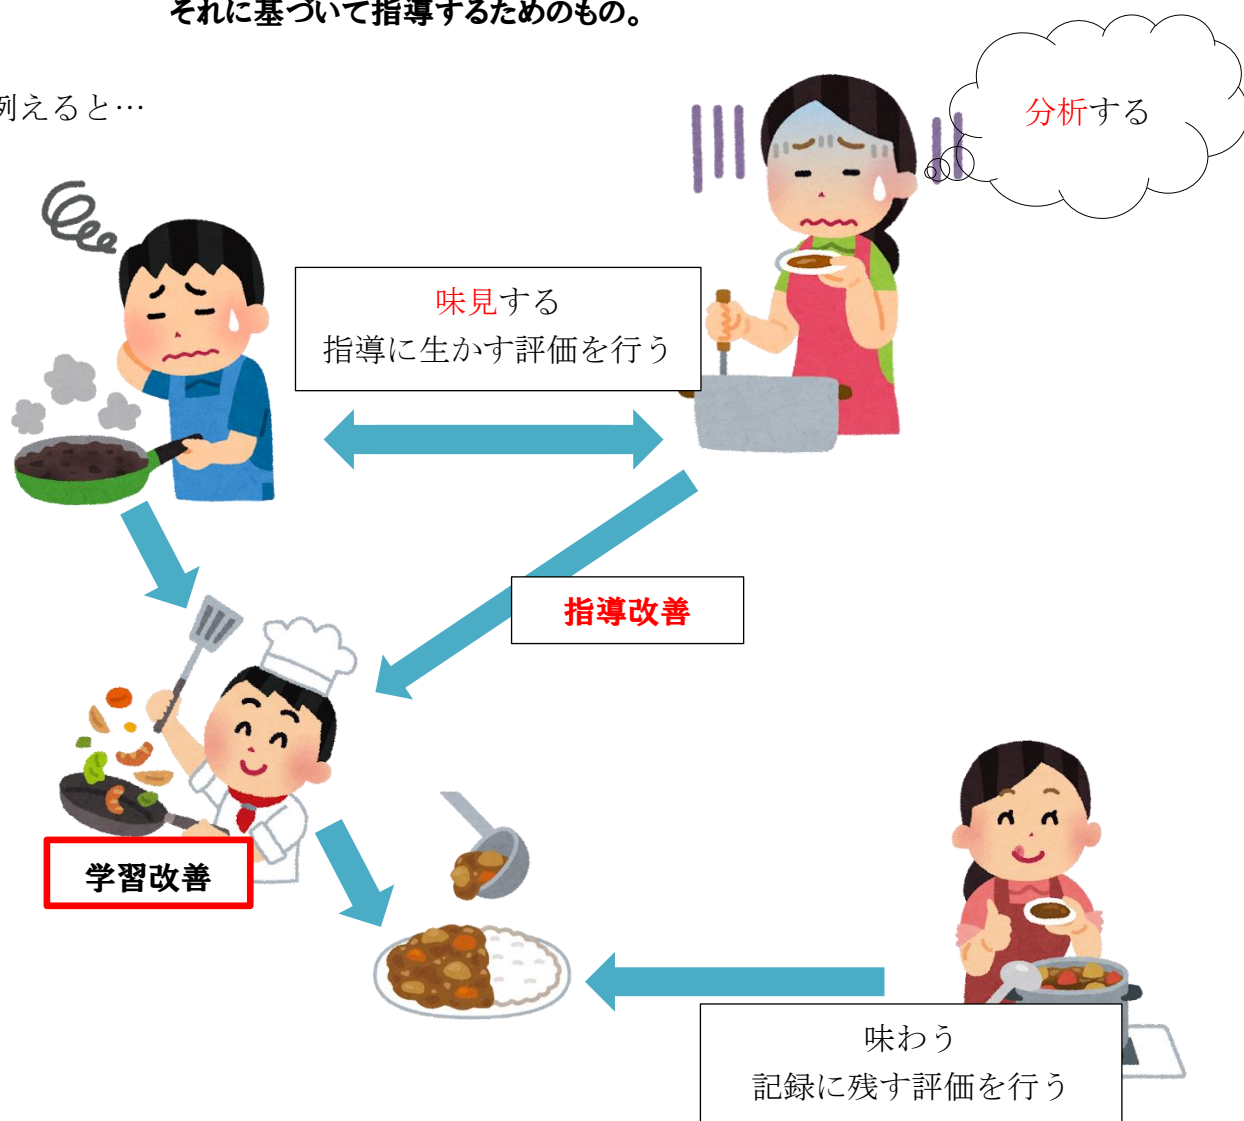 それに基づいて指導するためのもの。
例えると…
分析する
味見する
指導に生かす評価を行う
指導改善
学習改善
味わう
記録に残す評価を行う